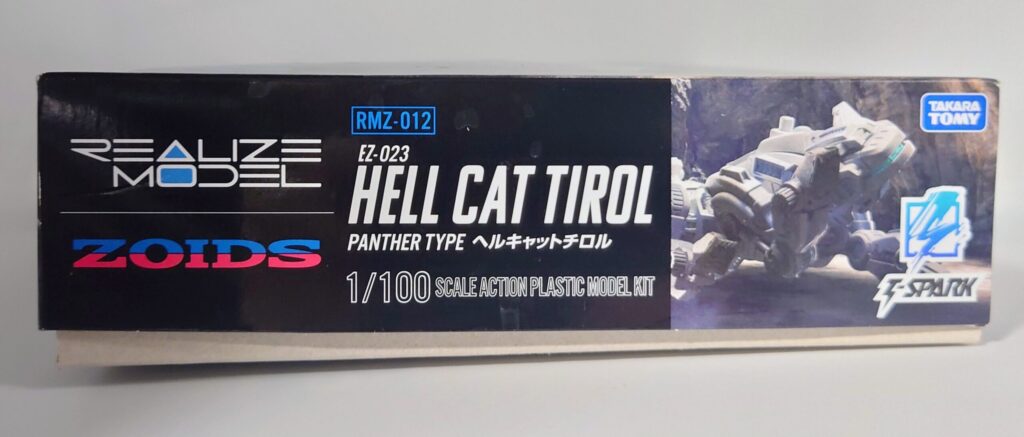 REALIZE
MODEL
ZOIDS
RMZ-012
EZ-023
HELL CAT TIROL
PANTHER TYPE ヘルキャットチロル
1/100 SCALE ACTION PLASTIC MODEL KIT
TAKARA
TOMY
Z-SPARK